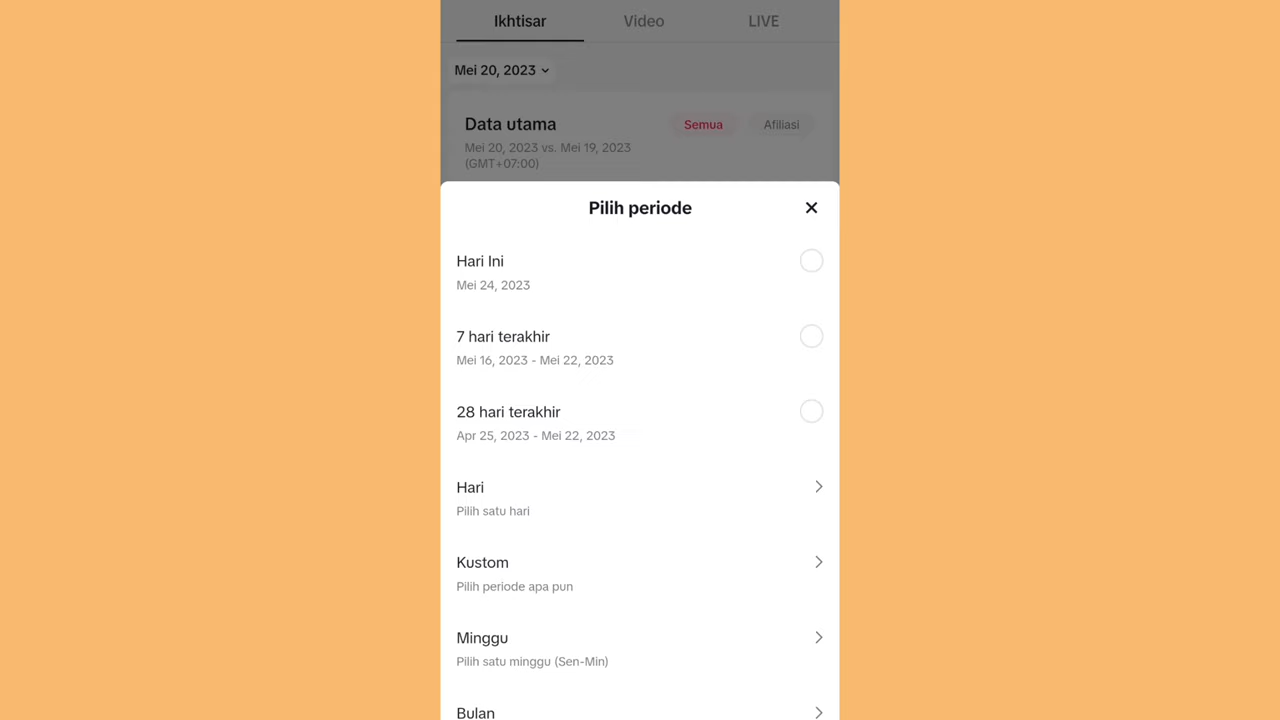 Ikhtisar Video LIVE
Mei 20, 2023
Data utama Semua Afiliasi
Mei 20, 2023 vs. Mei 19, 2023
(GMT+07:00)
Pilih periode
Hari Ini
Mei 24, 2023
7 hari terakhir
Mei 16, 2023 - Mei 22, 2023
28 hari terakhir
Apr 25, 2023 - Mei 22, 2023
Hari
Pilih satu hari
Kustom
Pilih periode apa pun
Minggu
Pilih satu minggu (Sen-Min)
Bulan